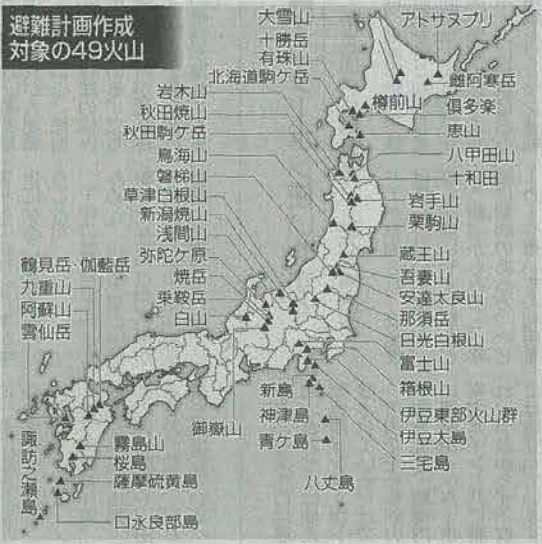 避難計画作成
対象の49火山
大雪山
十勝岳
有珠山
北海道駒ケ岳
岩木山
秋田焼山
秋田駒ケ岳
鳥海山
磐梯山
草津白根山
新潟焼山
浅間山
弥陀ケ原
焼岳
乗鞍岳
白山
鶴見岳・伽藍岳
九重山
阿蘇山
雲仙岳
アトサヌプリ
雌阿寒岳
樽前山
倶多楽
恵山
八甲田山
十和田
岩手山
栗駒山
蔵王山
吾妻山
安達太良山
那須岳
日光白根山
富士山
箱根山
伊豆東部火山群
伊豆大島
三宅島
新島
神津島
青ケ島
八丈島
御嶽山
霧島山
桜島
薩摩硫黄島
口永良部島
諏訪之瀬島